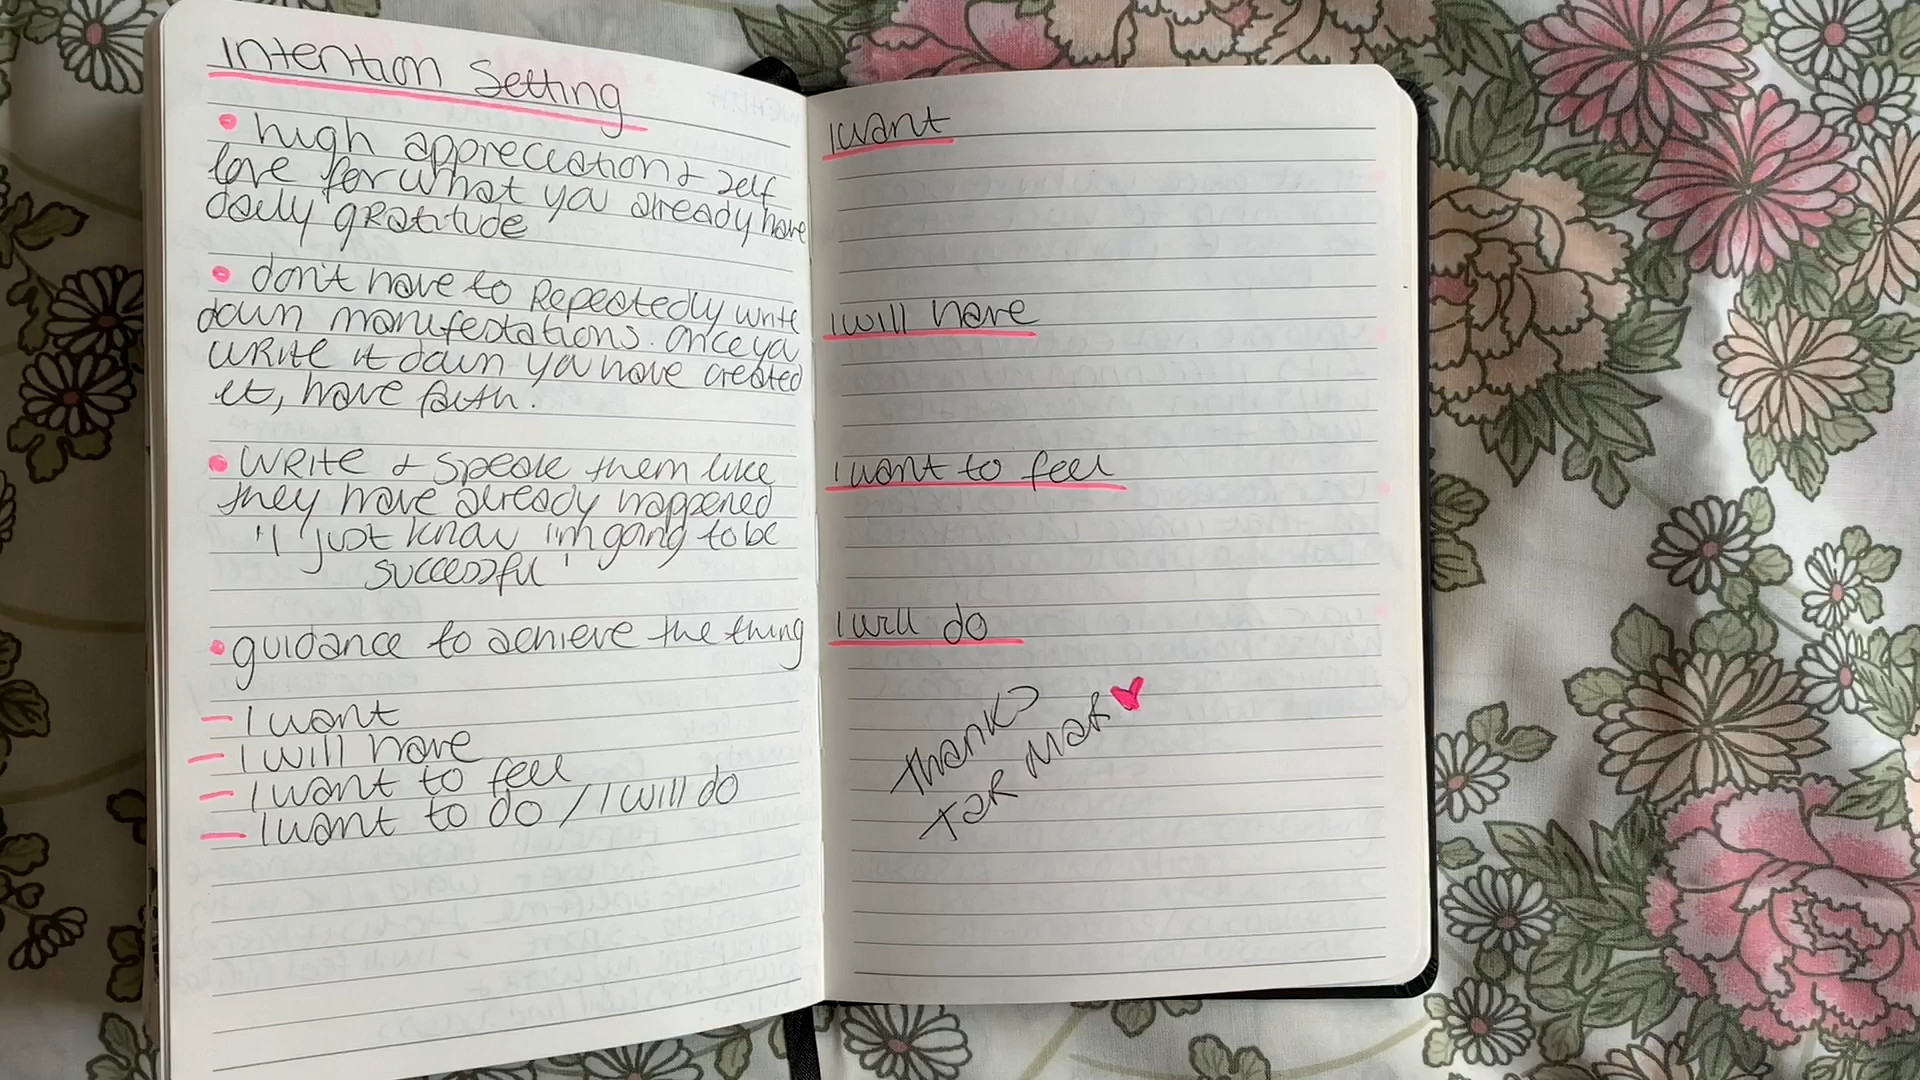 Intention Setting
• high appreciation + self
love for what you already have
daily gratitude
• don't have to Repeatedly write
down manifestations. Once you
write it down you have created
it, have faith.
• write + speak them like
they have already happened
'I just know i'm going to be
successful'
• guidance to achieve the thing
- I want
- I will have
- I want to feel
- I want to do / I will do
I want
I will have
I want to feel
I will do
Thanks